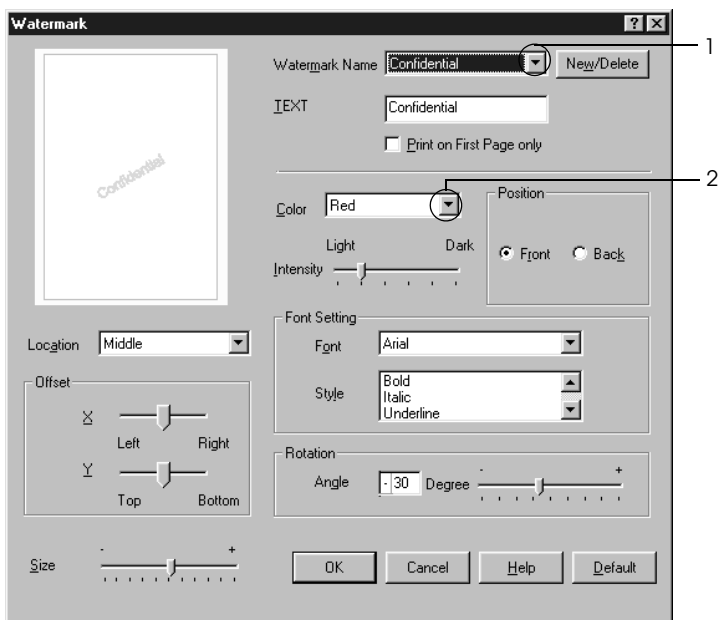 Watermark
1
Watermark Name Confidential New/Delete
TEXT Confidential
Print on First Page only
Confidential
2
Color Red
Position
Light Dark
Intensity
Front Back
Location Middle
Font Setting
Font Arial
Style Bold
Italic
Underline
Offset
X
Left Right
Y
Top Bottom
Rotation
- +
Angle -30 Degree
Size - +
OK Cancel Help Default